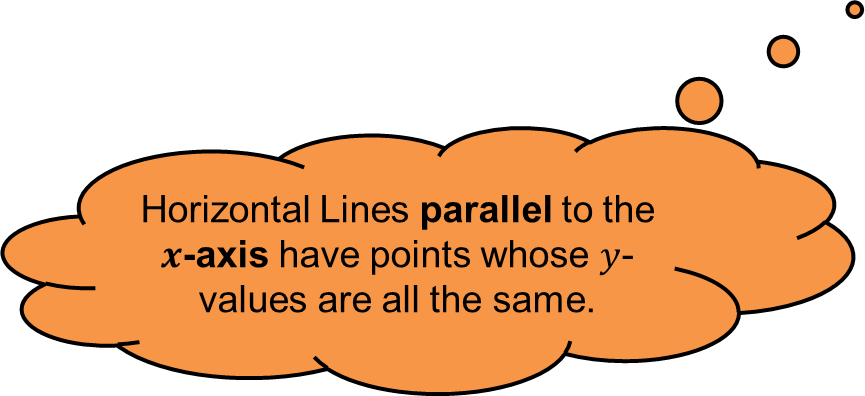 Horizontal Lines parallel to the
x-axis have points whose y-
values are all the same.